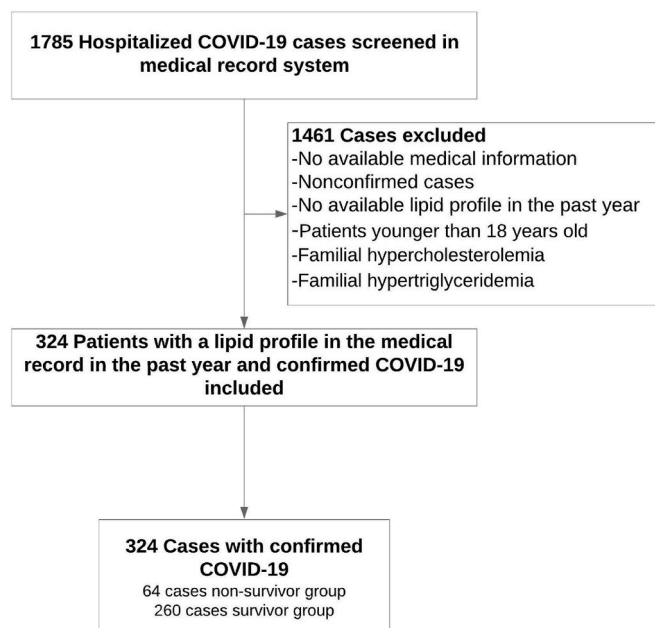 1785 Hospitalized COVID-19 cases screened in
medical record system
1461 Cases excluded
-No available medical information
-Nonconfirmed cases
-No available lipid profile in the past year
-Patients younger than 18 years old
-Familial hypercholesterolemia
-Familial hypertriglyceridemia
324 Patients with a lipid profile in the medical
record in the past year and confirmed COVID-19
included
324 Cases with confirmed
COVID-19
64 cases non-survivor group
260 cases survivor group